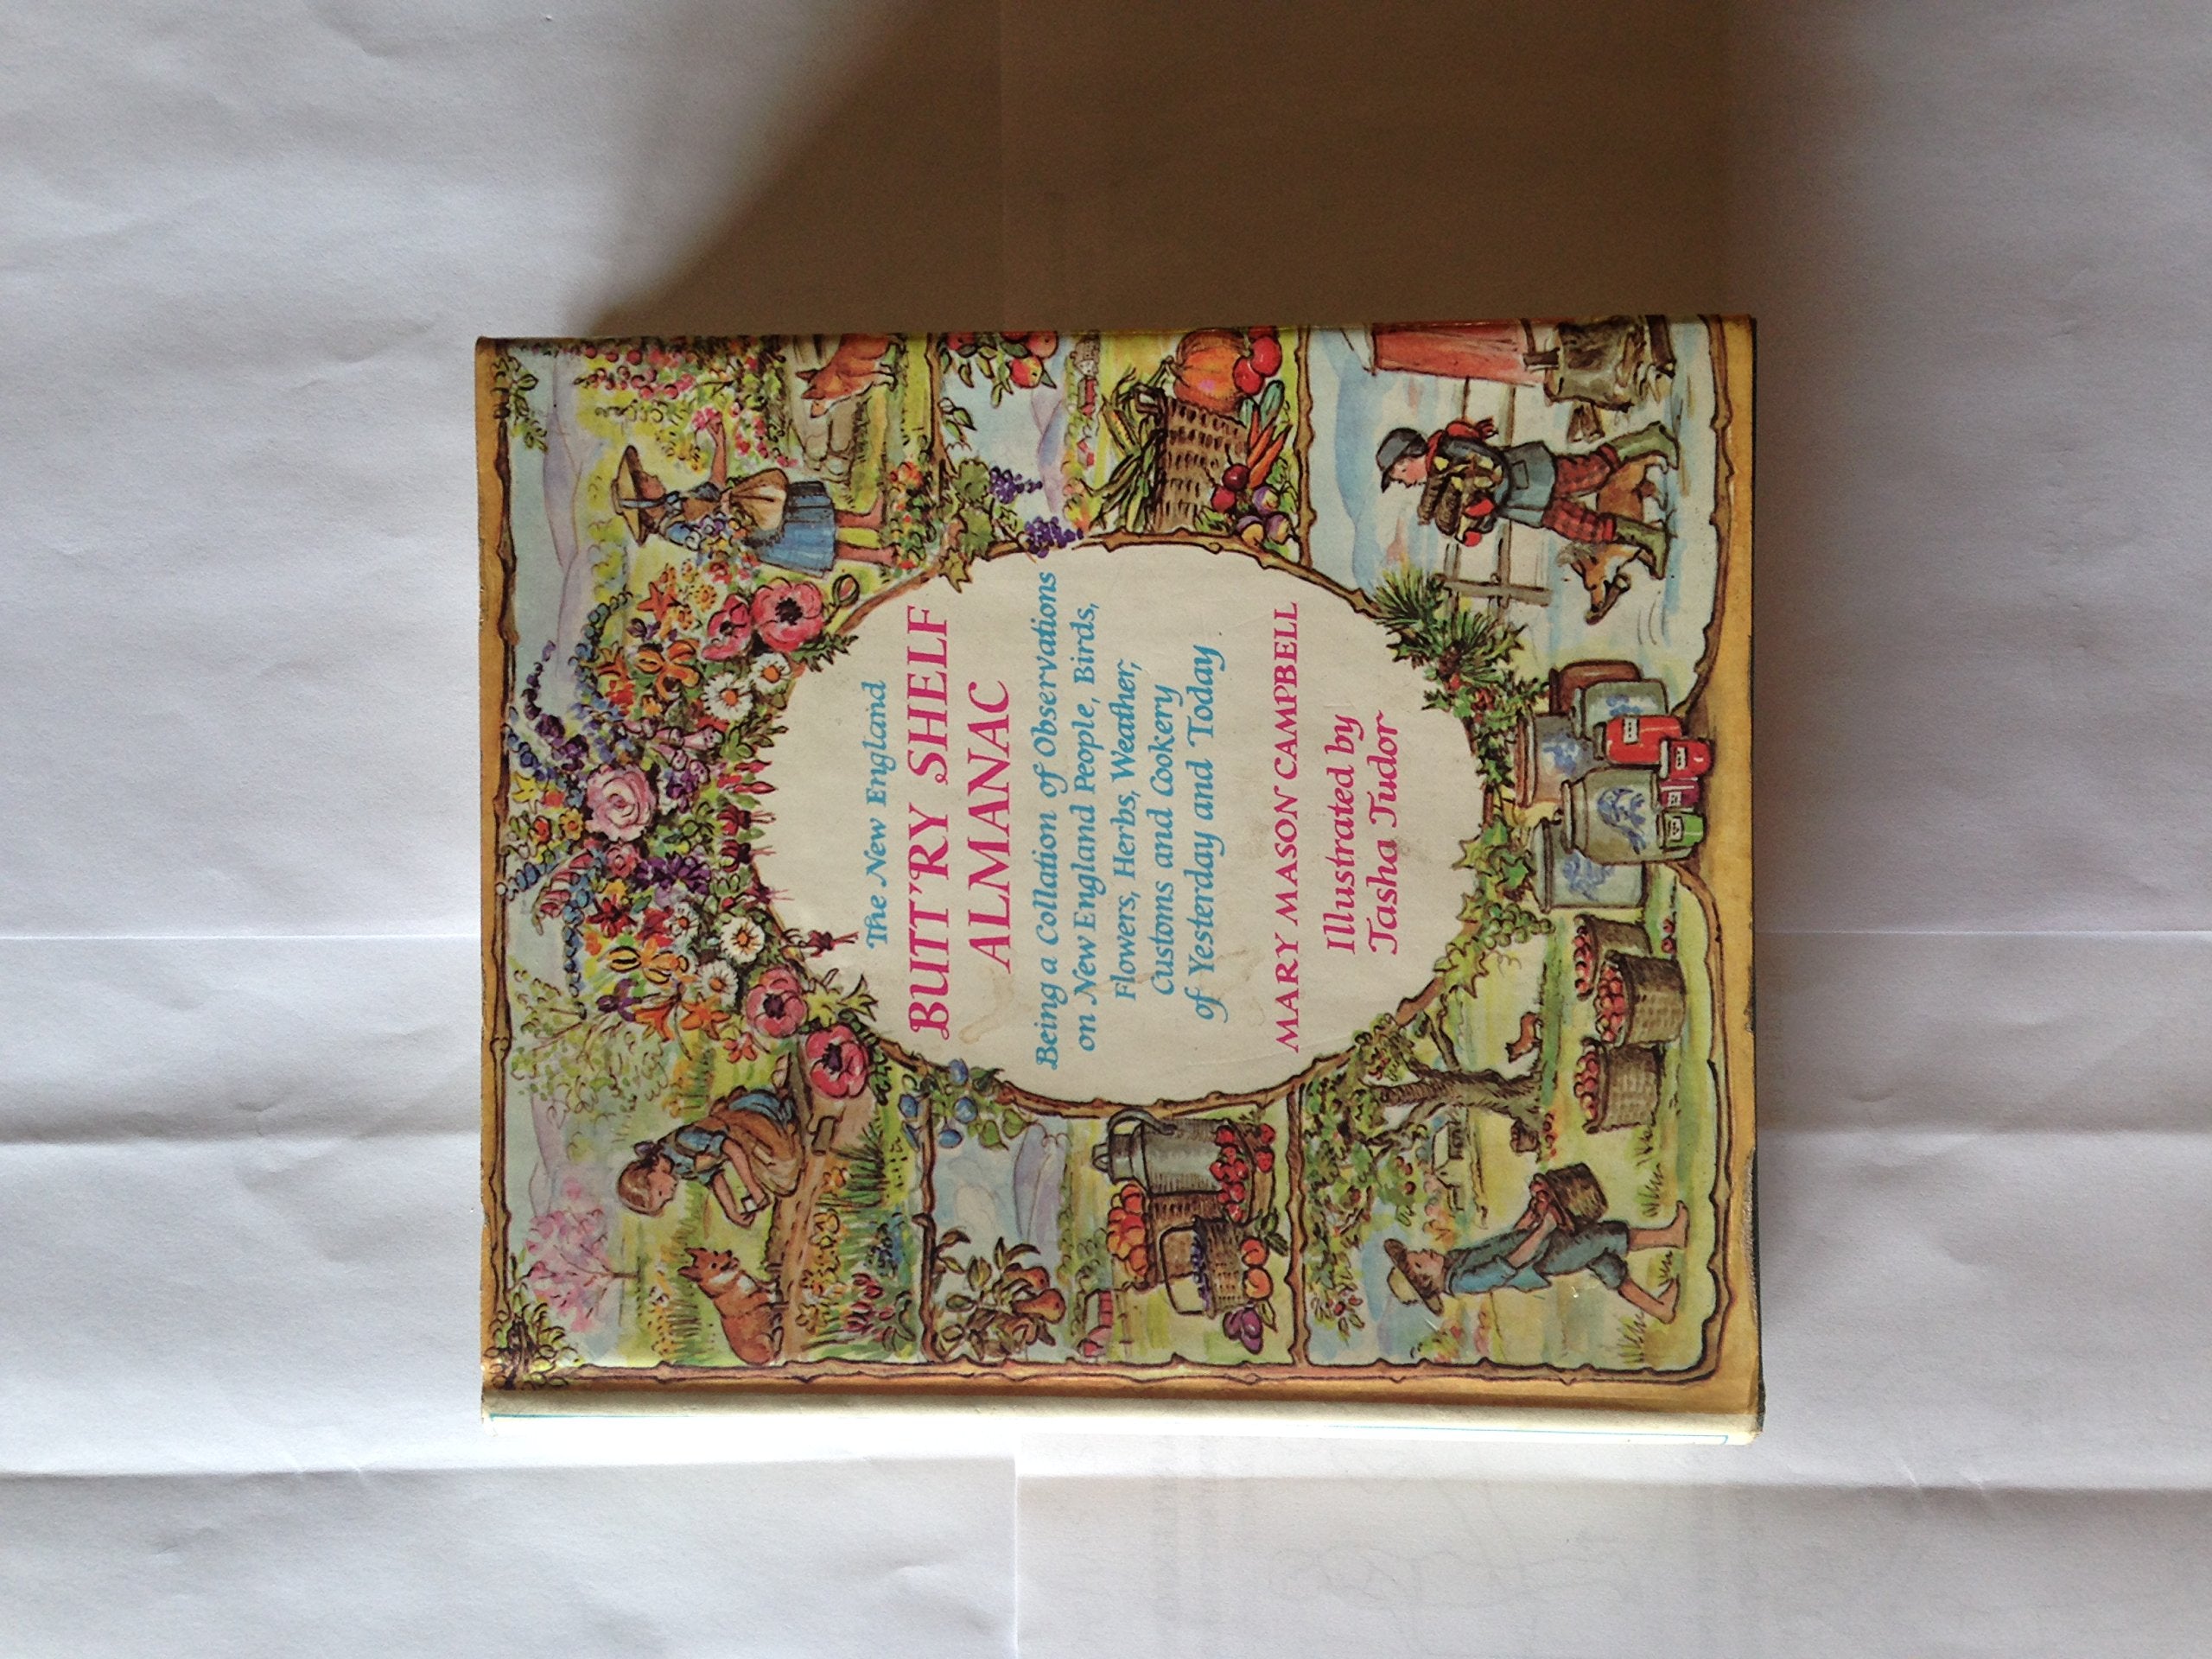 The New England
BUTT'RY SHELF
ALMANAC
Being a Collation of Observations
on New England People, Birds,
Flowers, Herbs, Weather,
Customs and Cookery
of Yesterday and Today
MARY MASON CAMPBELL
Illustrated by
Tasha Tudor